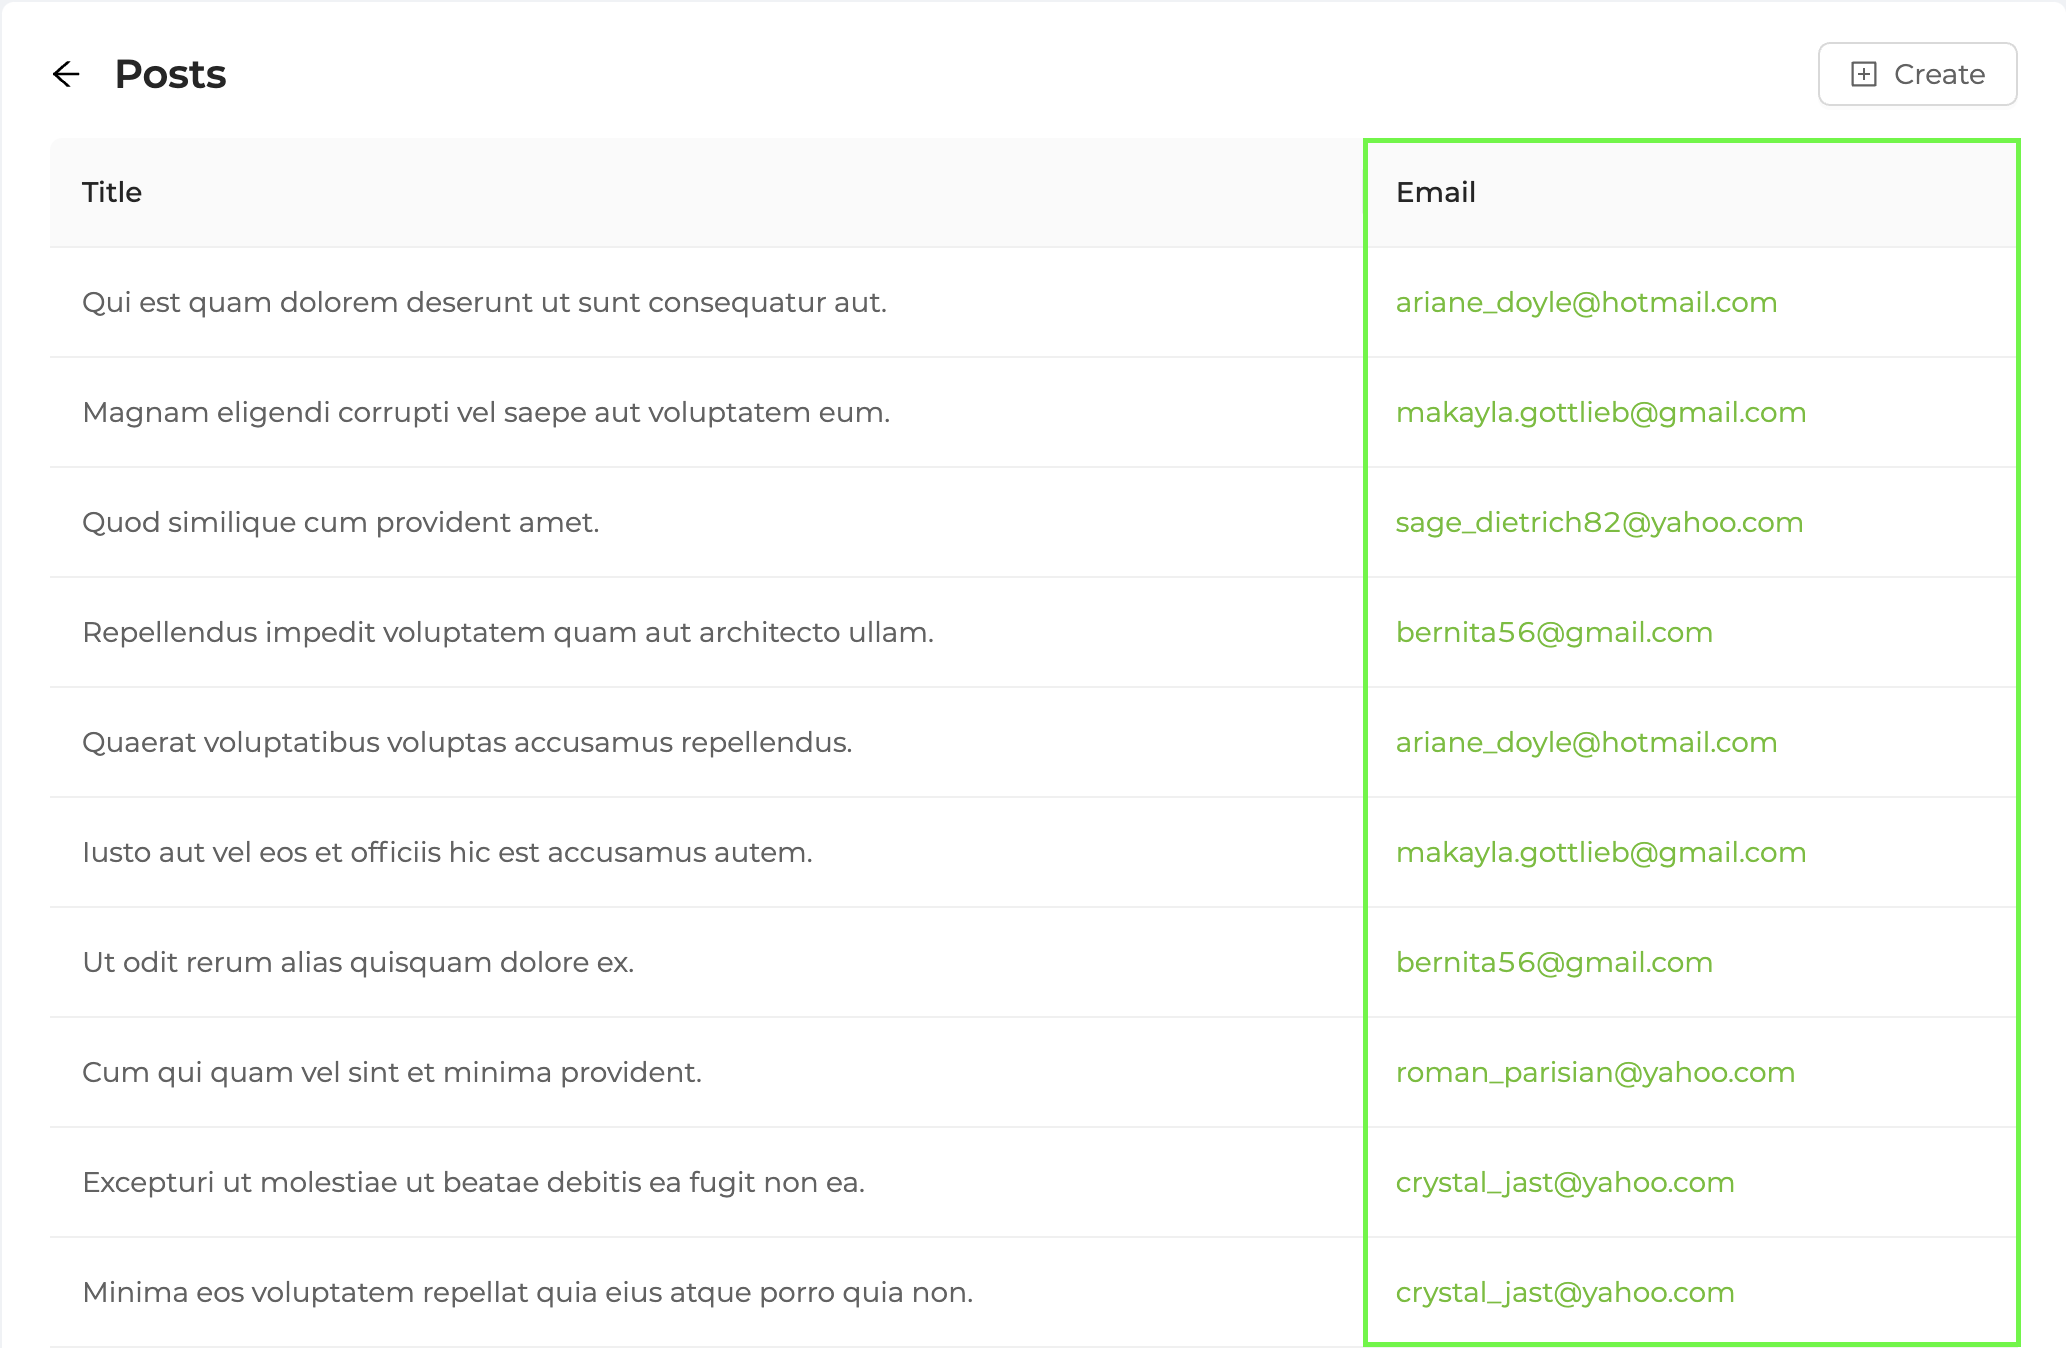 Posts
Create
Title Email
Qui est quam dolorem deserunt ut sunt consequatur aut. ariane_doyle@hotmail.com
Magnam eligendi corrupti vel saepe aut voluptatem eum. makayla.gottlieb@gmail.com
Quod similique cum provident amet. sage_dietrich82@yahoo.com
Repellendus impedit voluptatem quam aut architecto ullam. bernita56@gmail.com
Quaerat voluptatibus voluptas accusamus repellendus. ariane_doyle@hotmail.com
Iusto aut vel eos et officiis hic est accusamus autem. makayla.gottlieb@gmail.com
Ut odit rerum alias quisquam dolore ex. bernita56@gmail.com
Cum qui quam vel sint et minima provident. roman_parisian@yahoo.com
Excepturi ut molestiae ut beatae debitis ea fugit non ea. crystal_jast@yahoo.com
Minima eos voluptatem repellat quia eius atque porro quia non. crystal_jast@yahoo.com